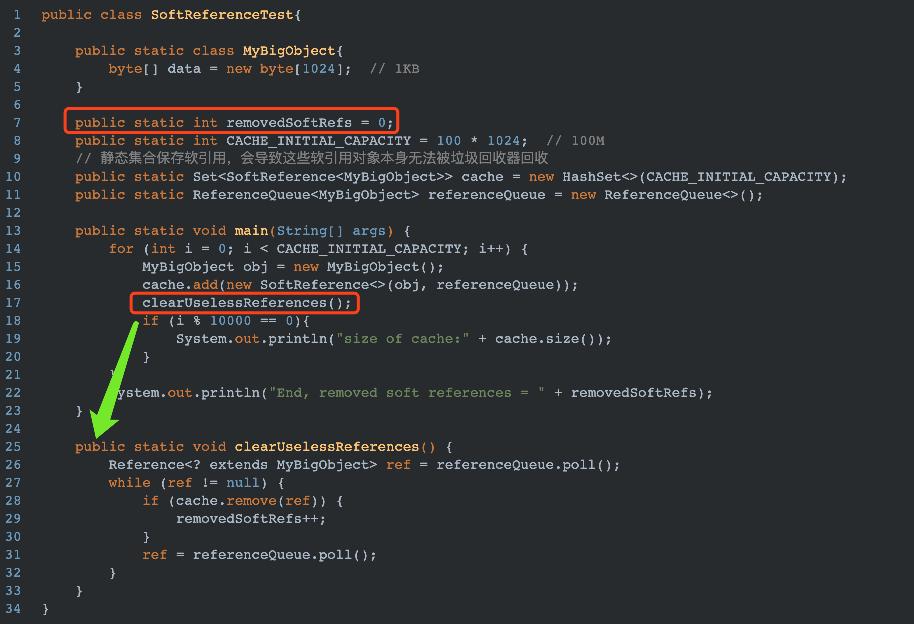 1 public class SoftReferenceTest{
2
3     public static class MyBigObject{
4         byte[] data = new byte[1024];  // 1KB
5     }
6
7     public static int removedSoftRefs = 0;
8     public static int CACHE_INITIAL_CAPACITY = 100 * 1024;  // 100M
9     // 静态集合保存软引用，会导致这些软引用对象本身无法被垃圾回收器回收
10     public static Set<SoftReference<MyBigObject>> cache = new HashSet<>(CACHE_INITIAL_CAPACITY);
11     public static ReferenceQueue<MyBigObject> referenceQueue = new ReferenceQueue<>();
12
13     public static void main(String[] args) {
14         for (int i = 0; i < CACHE_INITIAL_CAPACITY; i++) {
15             MyBigObject obj = new MyBigObject();
16             cache.add(new SoftReference<>(obj, referenceQueue));
17             clearUselessReferences();
18             if (i % 10000 == 0){
19                 System.out.println("size of cache:" + cache.size());
20             }
21         }
22         ystem.out.println("End, removed soft references = " + removedSoftRefs);
23     }
24
25     public static void clearUselessReferences() {
26         Reference<? extends MyBigObject> ref = referenceQueue.poll();
27         while (ref != null) {
28             if (cache.remove(ref)) {
29                 removedSoftRefs++;
30             }
31             ref = referenceQueue.poll();
32         }
33     }
34 }